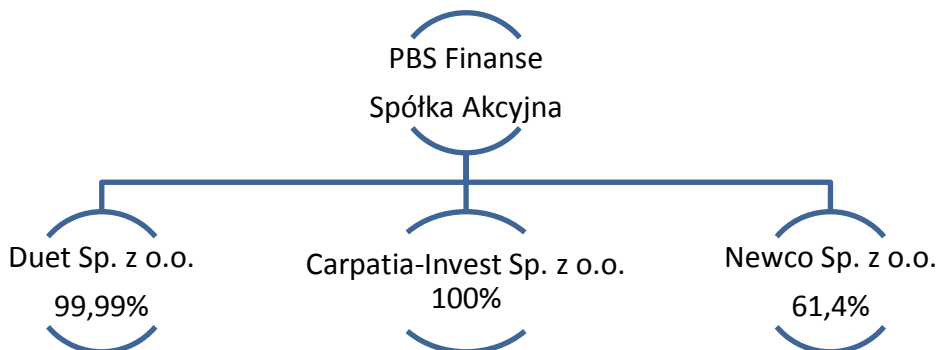 PBS Finanse
Spółka Akcyjna
Duet Sp. z o.o.
99,99%
Carpatia-Invest Sp. z o.o.
100%
Newco Sp. z o.o.
61,4%